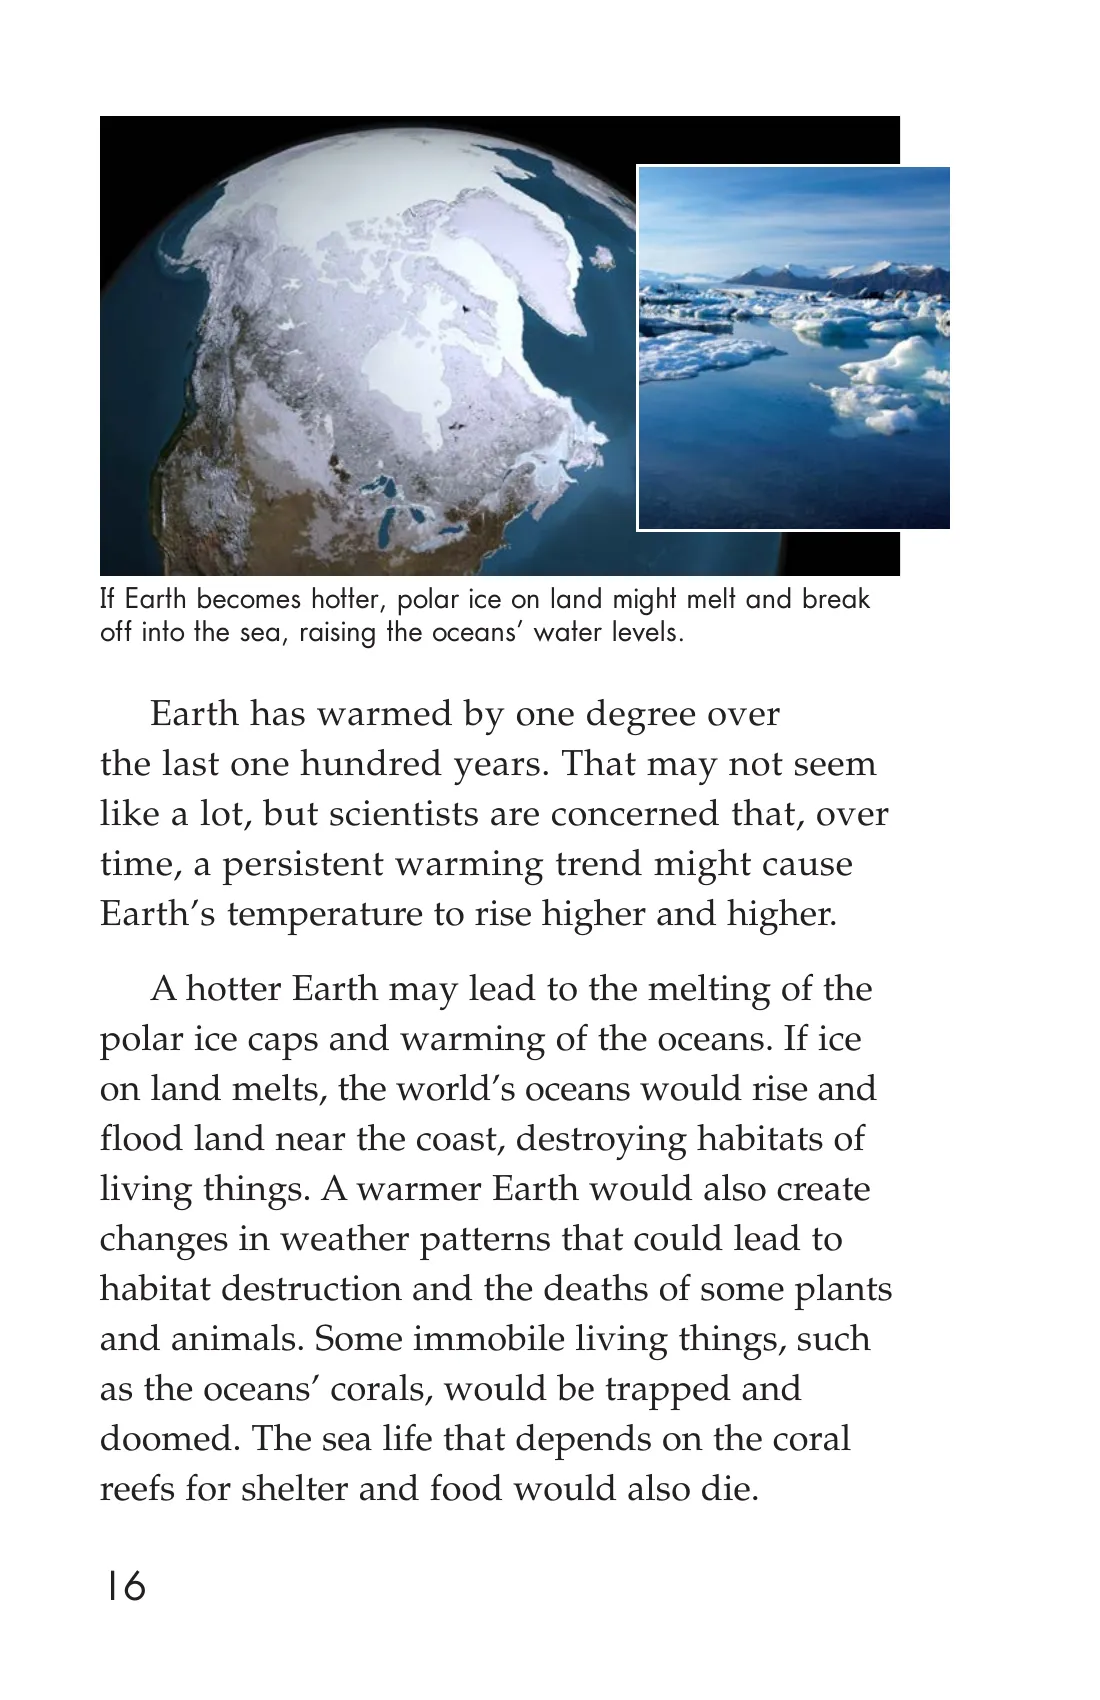 If Earth becomes hotter, polar ice on land might melt and break
off into the sea, raising the oceans’ water levels.
Earth has warmed by one degree over
the last one hundred years. That may not seem
like a lot, but scientists are concerned that, over
time, a persistent warming trend might cause
Earth’s temperature to rise higher and higher.
A hotter Earth may lead to the melting of the
polar ice caps and warming of the oceans. If ice
on land melts, the world’s oceans would rise and
flood land near the coast, destroying habitats of
living things. A warmer Earth would also create
changes in weather patterns that could lead to
habitat destruction and the deaths of some plants
and animals. Some immobile living things, such
as the oceans’ corals, would be trapped and
doomed. The sea life that depends on the coral
reefs for shelter and food would also die.
16